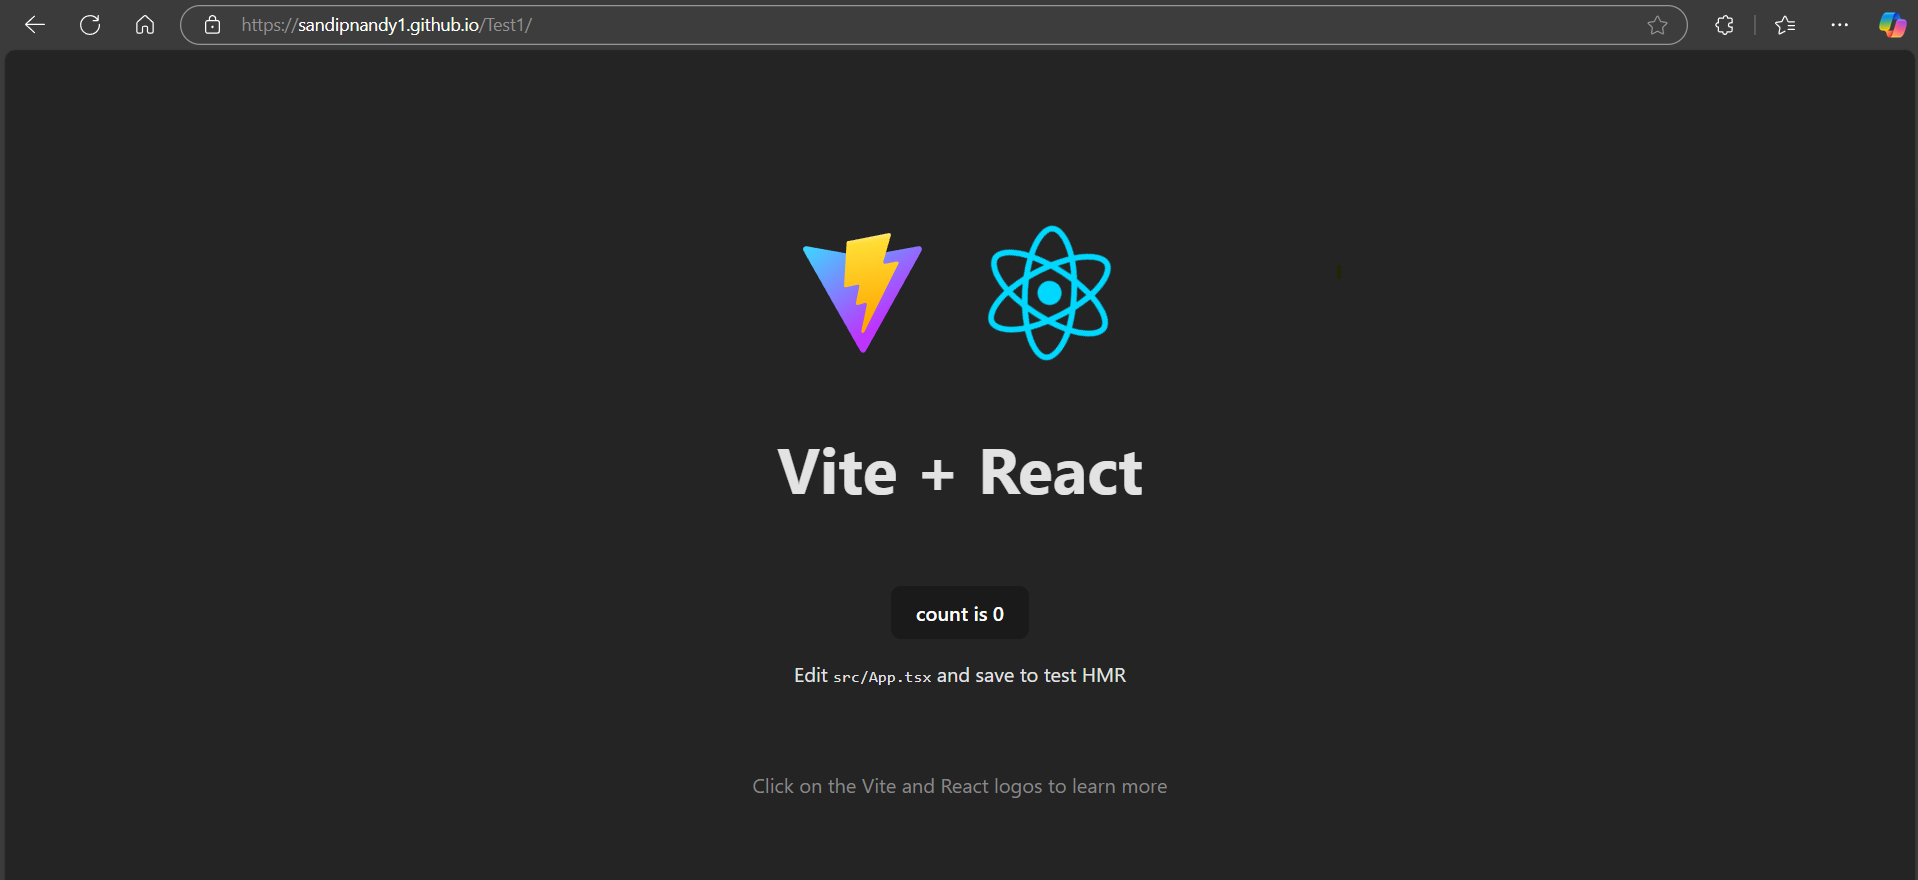 https://sandipnandy1.github.io/Test1/
Vite + React
count is 0
Edit src/App.tsx and save to test HMR
Click on the Vite and React logos to learn more